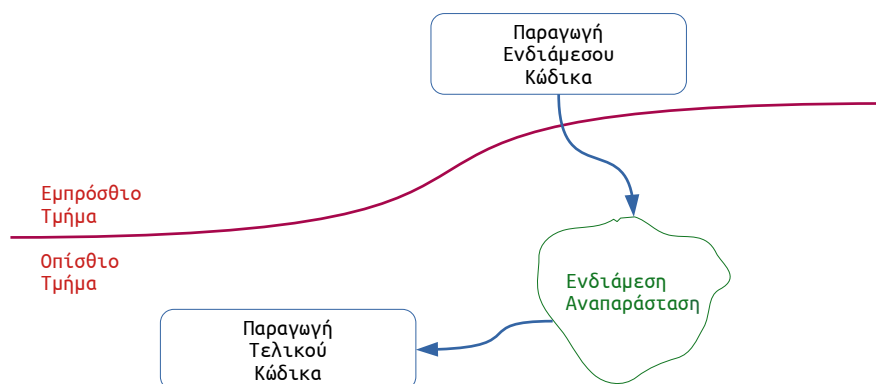 Παραγωγή
Ενδιάμεσου
Κώδικα
Εμπρόσθιο
Τμήμα
Οπίσθιο
Τμήμα
Ενδιάμεση
Αναπαράσταση
Παραγωγή
Τελικού
Κώδικα